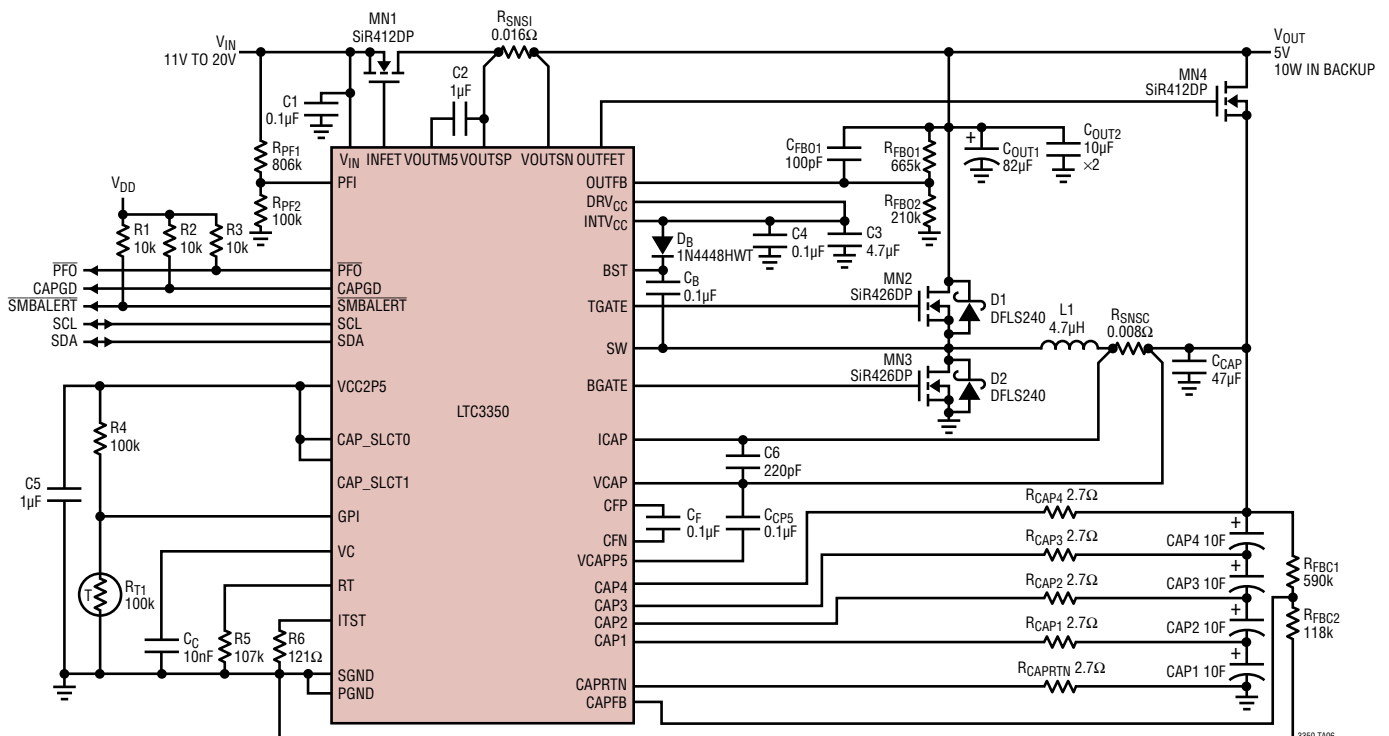 VIN
11V TO 20V
MN1
SiR412DP
RSNSI
0.016Ω
VOUT
5V
10W IN BACKUP
MN4
SiR412DP
C1
0.1µF
C2
1µF
RPF1
806k
RPF2
100k
VIN INFET VOUTM5 VOUTSP VOUTSN OUTFET
CFBO1
100pF
RFBO1
665k
COUT1
82µF
COUT2
10µF
×2
RFBO2
210k
VDD
R1
10k
R2
10k
R3
10k
PFO
CAPGD
SMBALERT
SCL
SDA
PFI
PFO
CAPGD
SMBALERT
SCL
SDA
VCC2P5
CAP_SLCT0
CAP_SLCT1
GPI
VC
RT
ITST
SGND
PGND
LTC3350
OUTFB
DRVCC
INTVCC
BST
TGATE
SW
BGATE
ICAP
VCAP
CFP
CFN
VCAPP5
CAP4
CAP3
CAP2
CAP1
CAPRTN
CAPFB
DB
1N4448HWT
C4
0.1µF
C3
4.7µF
CB
0.1µF
MN2
SiR426DP
D1
DFLS240
L1
4.7µH
RSNSC
0.008Ω
MN3
SiR426DP
D2
DFLS240
CCAP
47µF
C6
220pF
CF
0.1µF
CCP5
0.1µF
R4
100k
C5
1µF
T
RT1
100k
CC
10nF
R5
107k
R6
121Ω
RCAP4 2.7Ω
RCAP3 2.7Ω
RCAP2 2.7Ω
RCAP1 2.7Ω
RCAPRTN 2.7Ω
CAP4 10F
CAP3 10F
CAP2 10F
CAP1 10F
RFBC1
590k
RFBC2
118k
3350 TA06